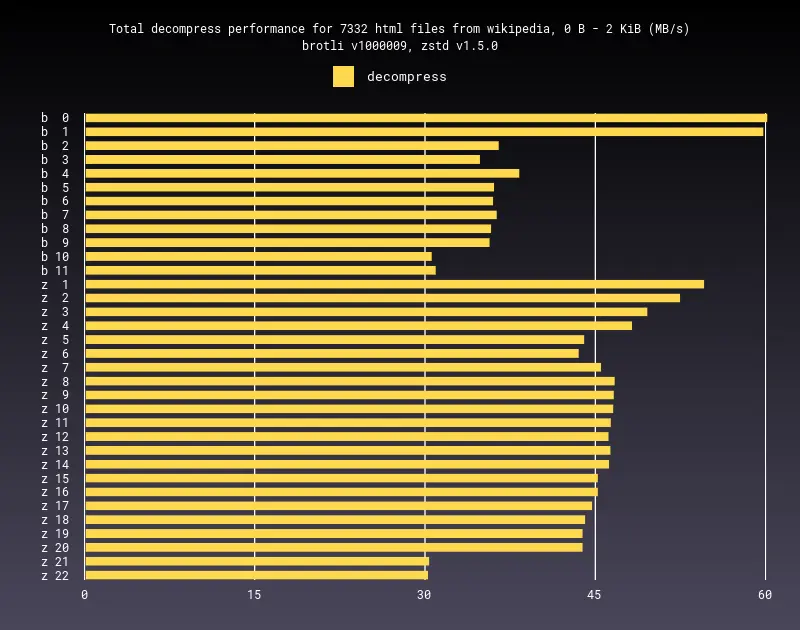 Total decompress performance for 7332 html files from wikipedia, 0 B - 2 KiB (MB/s)
brotli v1000009, zstd v1.5.0
decompress
b 0
b 1
b 2
b 3
b 4
b 5
b 6
b 7
b 8
b 9
b 10
b 11
z 1
z 2
z 3
z 4
z 5
z 6
z 7
z 8
z 9
z 10
z 11
z 12
z 13
z 14
z 15
z 16
z 17
z 18
z 19
z 20
z 21
z 22
0 15 30 45 60